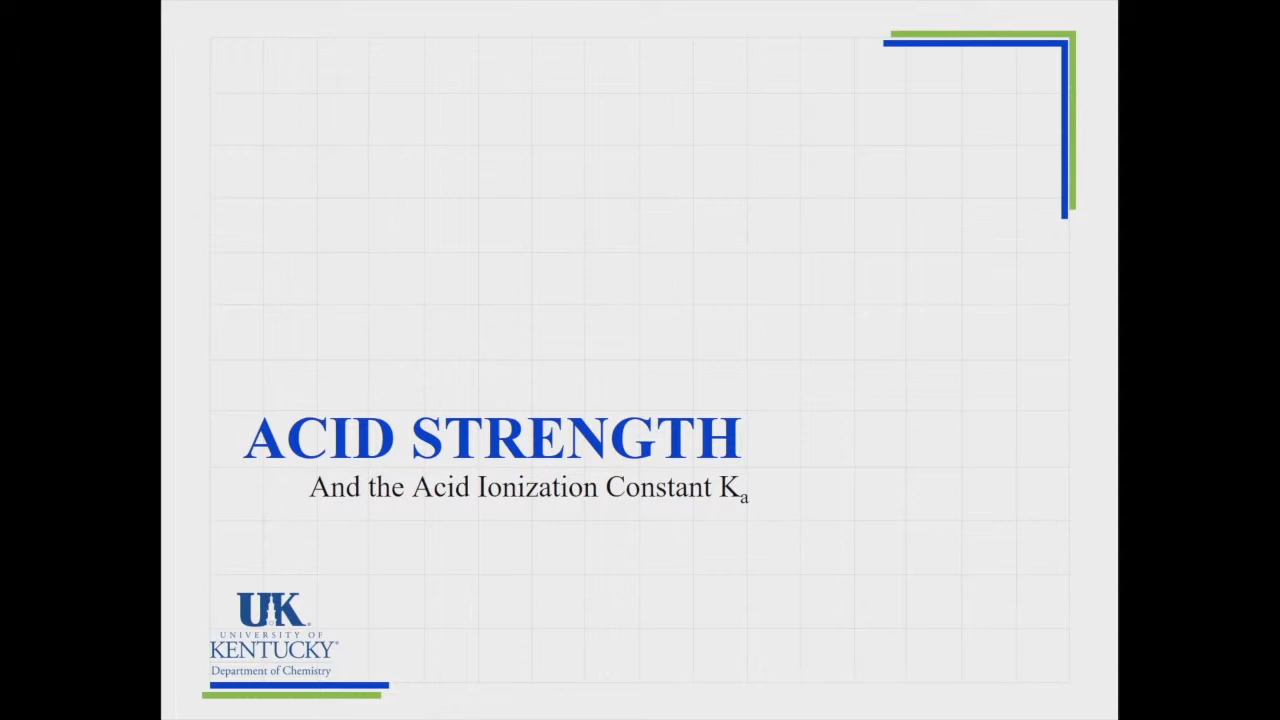 ACID STRENGTH
And the Acid Ionization Constant Kₐ
UK
UNIVERSITY OF
KENTUCKY®
Department of Chemistry